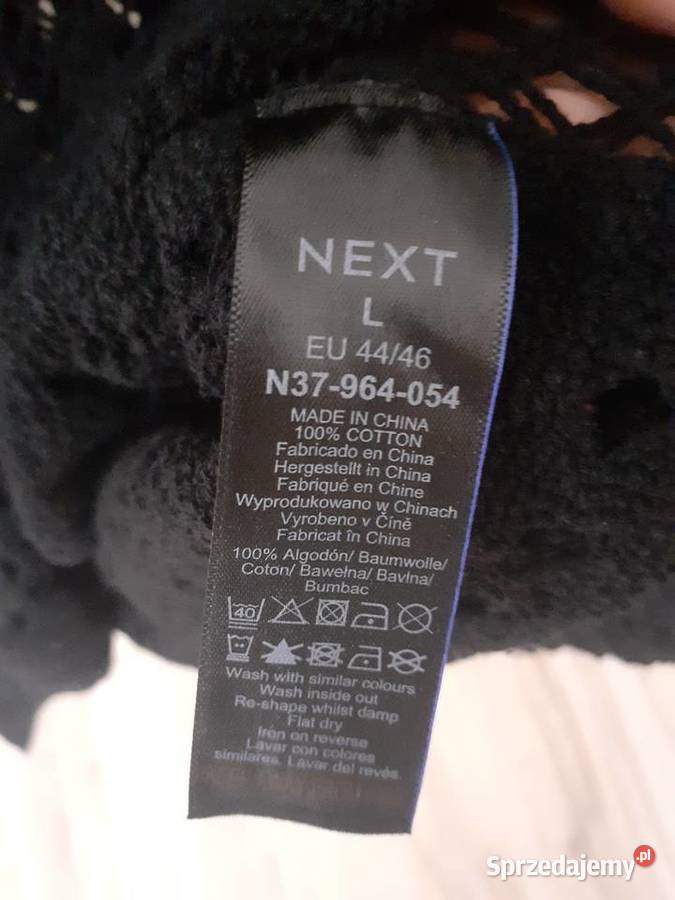 NEXT
L
EU 44/46
N37-964-054
MADE IN CHINA
100% COTTON
Fabricado en China
Hergestellt in China
Fabriqué en Chine
Wyprodukowano w Chinach
Vyrobeno v Číně
Fabricat în China
100% Algodón/ Baumwolle/
Coton/ Bawełna/ Bavlna/
Bumbac
40
Wash with similar colours
Wash inside out
Re-shape whilst damp
Flat dry
Iron on reverse
Lavar con colores
similares. Lavar del revés.
Sprzedajemy.pl